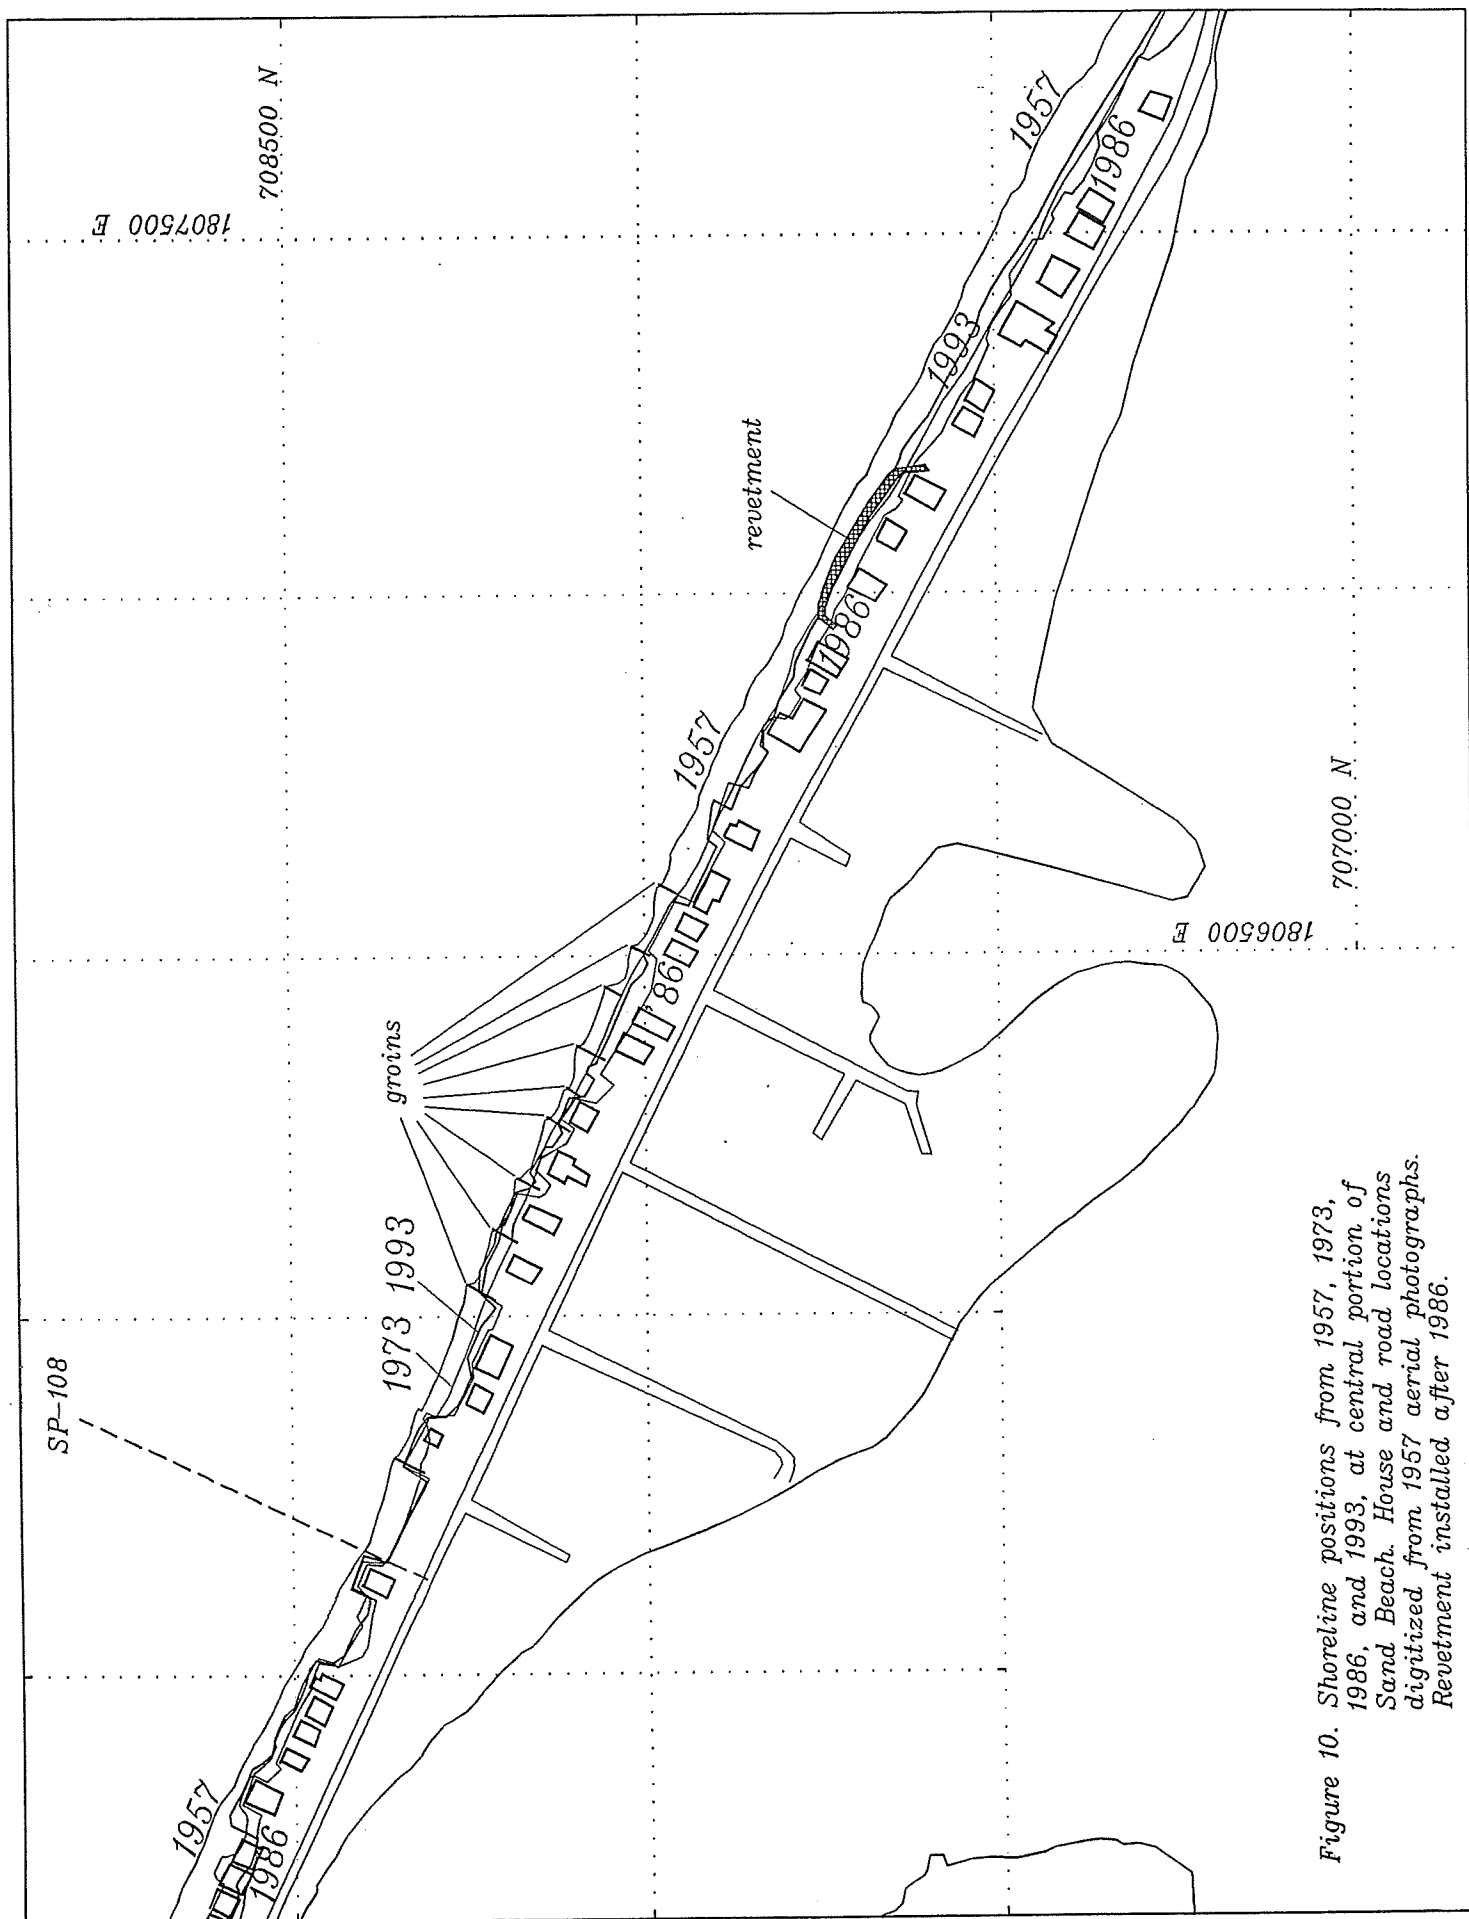 SP-108
1957
1986
1973
1993
groins
86
1957
1986
revetment
1993
1957
1986
708500 N
1807500 E
1806500 E
707000 N
Figure 10. Shoreline positions from 1957, 1973,
1986, and 1993, at central portion of
Sand Beach. House and road locations
digitized from 1957 aerial photographs.
Revetment installed after 1986.